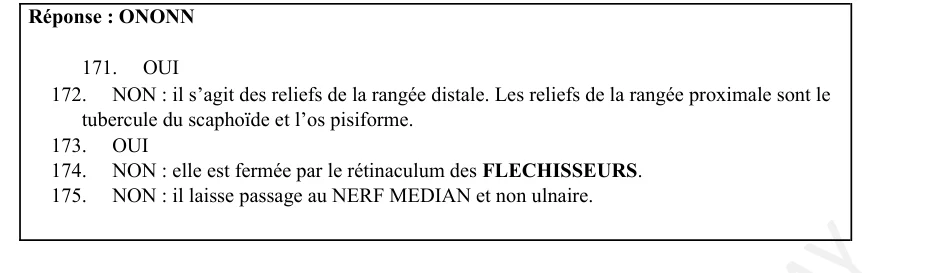 Réponse : ONONN
171. OUI
172. NON : il s’agit des reliefs de la rangée distale. Les reliefs de la rangée proximale sont le
tubercule du scaphoïde et l’os pisiforme.
173. OUI
174. NON : elle est fermée par le rétinaculum des FLECHISSEURS.
175. NON : il laisse passage au NERF MEDIAN et non ulnaire.